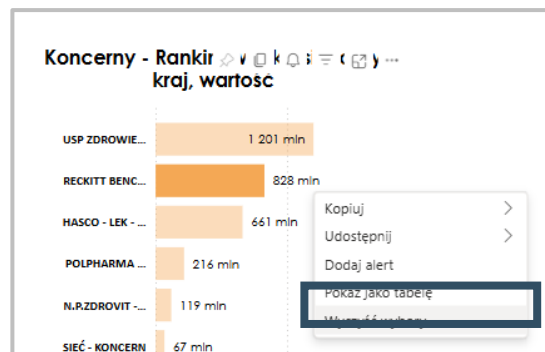 Koncerny -
kraj, wartość
USP ZDROWIE... 1 201 mln
RECKITT BENC... 828 mln
HASCO - LEK - ... 661 mln
POLPHARMA ... 216 mln
N.P.ZDROVIT -... 119 mln
SIEĆ - KONCERN 67 mln
Kopiuj
Udostępnij
Dodaj alert
Pokaż jako tabelę